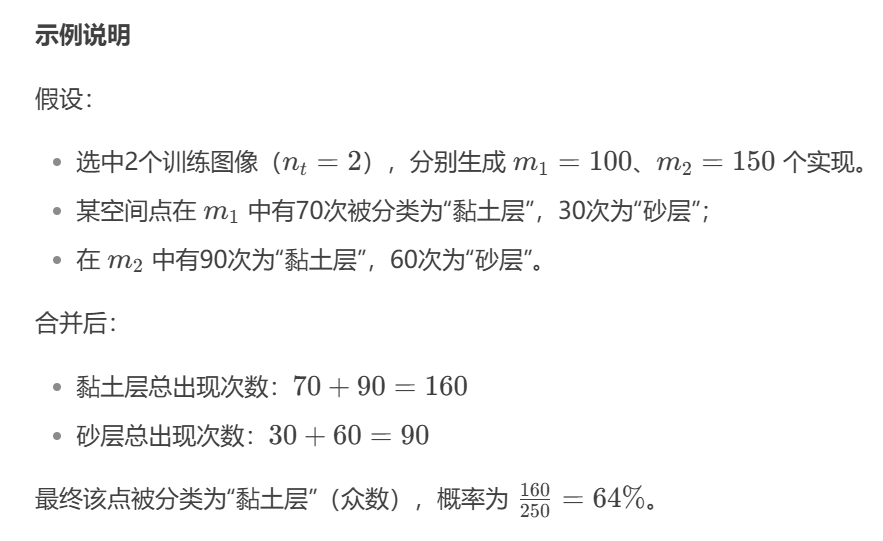 示例说明
假设：
• 选中2个训练图像（$n_t = 2$），分别生成 $m_1 = 100$、$m_2 = 150$ 个实现。
• 某空间点在 $m_1$ 中有70次被分类为“黏土层”，30次为“砂层”；
• 在 $m_2$ 中有90次为“黏土层”，60次为“砂层”。
合并后：
• 黏土层总出现次数：$70 + 90 = 160$
• 砂层总出现次数：$30 + 60 = 90$
最终该点被分类为“黏土层”（众数），概率为 $\frac{160}{250} = 64\%$。